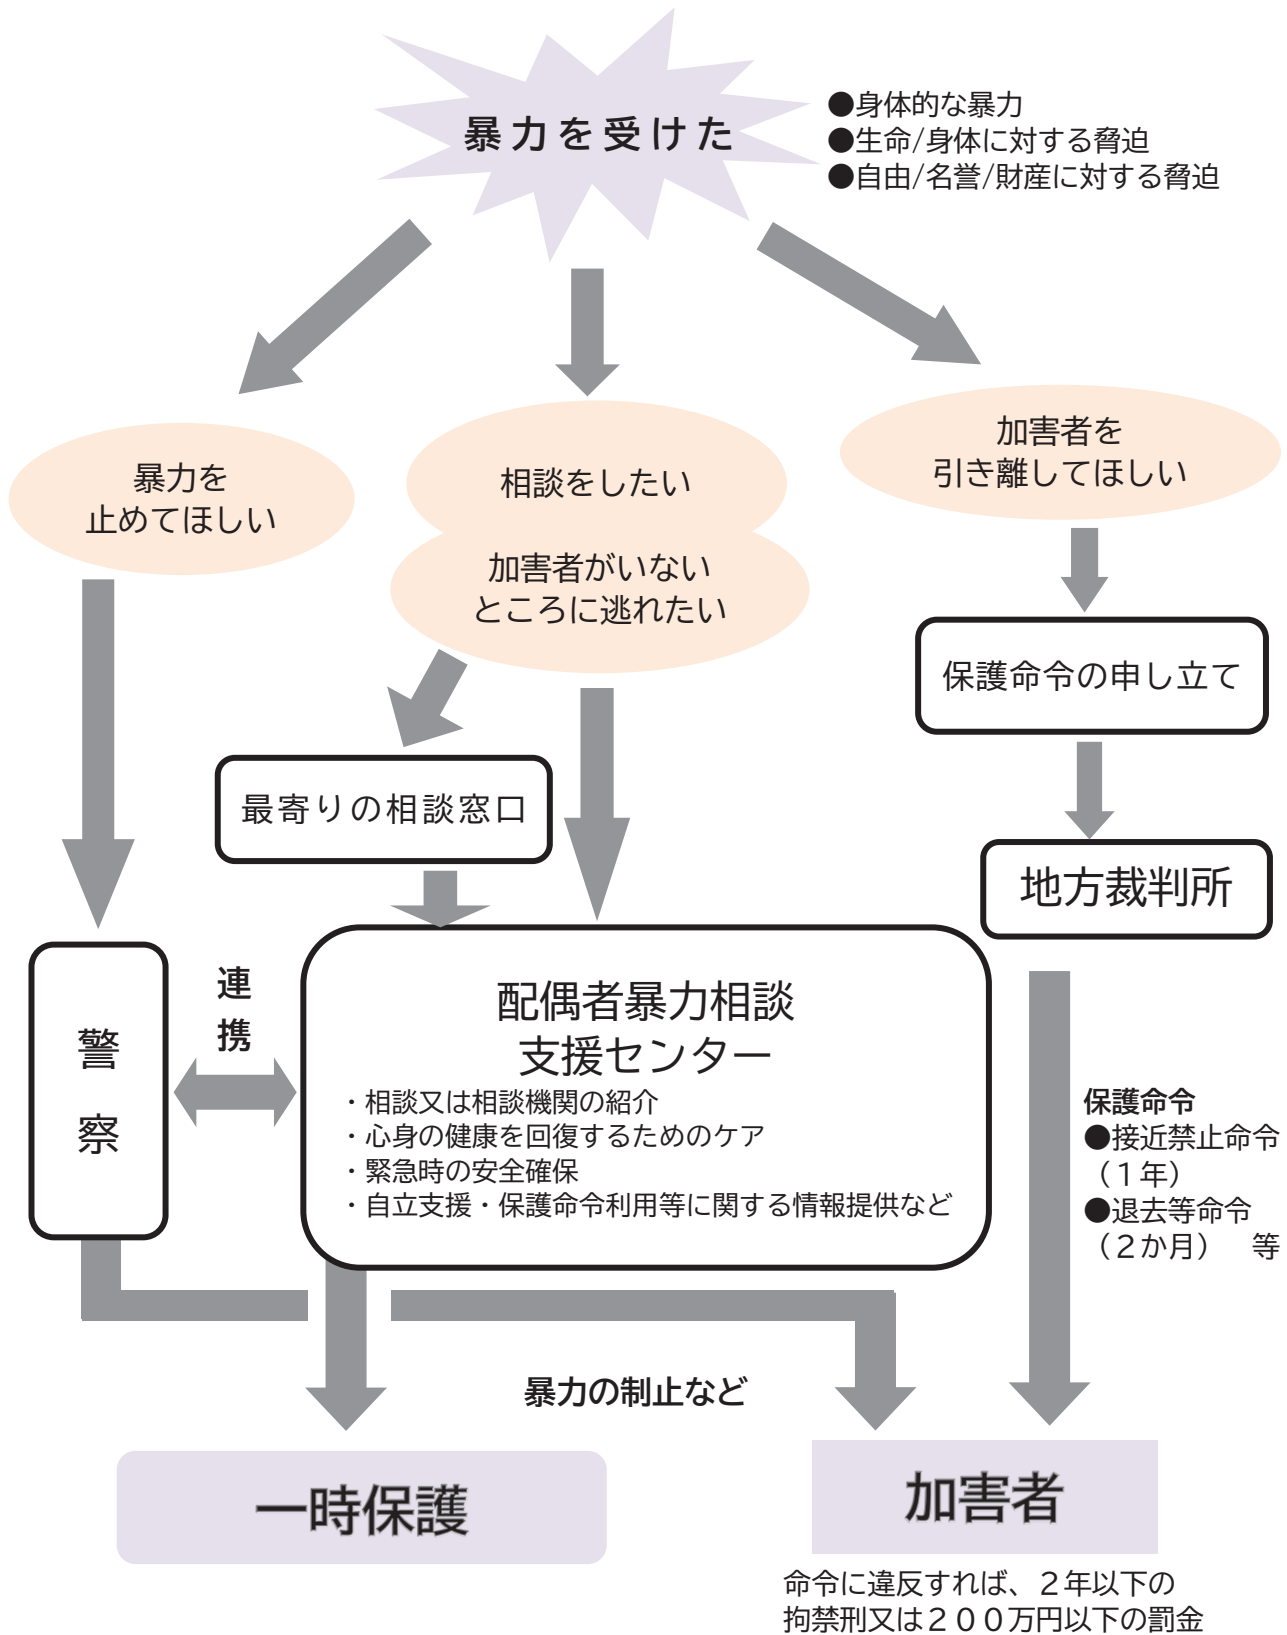 暴力を受けた
●身体的な暴力
●生命/身体に対する脅迫
●自由/名誉/財産に対する脅迫
暴力を
止めてほしい
相談をしたい
加害者がいない
ところに逃れたい
加害者を
引き離してほしい
保護命令の申し立て
最寄りの相談窓口
地方裁判所
警
察
連
携
配偶者暴力相談
支援センター
・相談又は相談機関の紹介
・心身の健康を回復するためのケア
・緊急時の安全確保
・自立支援・保護命令利用等に関する情報提供など
保護命令
●接近禁止命令
（１年）
●退去等命令
（２か月）　等
暴力の制止など
一時保護
加害者
命令に違反すれば、２年以下の
拘禁刑又は２００万円以下の罰金